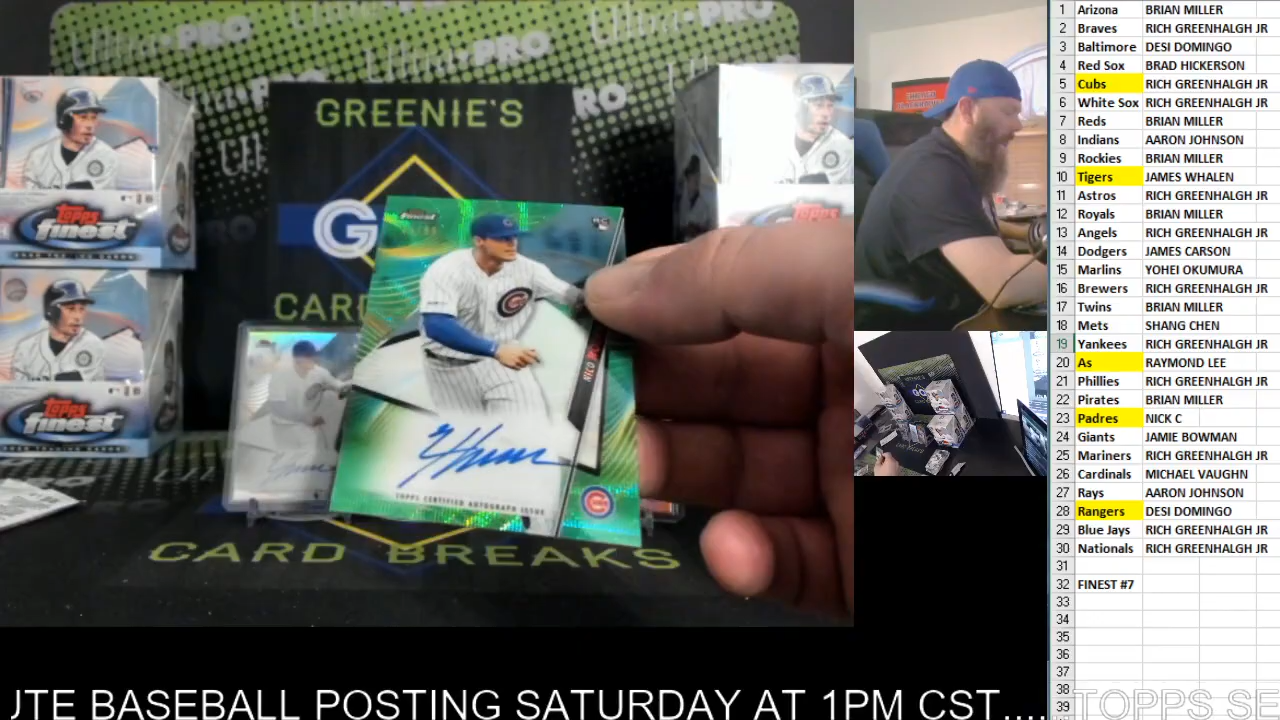 Ultra•PRO
GREENIE'S
G
CARD
CARD BREAKS
Topps
finest
Topps
finest
finest
RC
NICO
TOPPS CERTIFIED AUTOGRAPH ISSUE
1 Arizona BRIAN MILLER
2 Braves RICH GREENHALGH JR
3 Baltimore DESI DOMINGO
4 Red Sox BRAD HICKERSON
5 Cubs RICH GREENHALGH JR
6 White Sox RICH GREENHALGH JR
7 Reds BRIAN MILLER
8 Indians AARON JOHNSON
9 Rockies BRIAN MILLER
10 Tigers JAMES WHALEN
11 Astros RICH GREENHALGH JR
12 Royals BRIAN MILLER
13 Angels RICH GREENHALGH JR
14 Dodgers JAMES CARSON
15 Marlins YOHEI OKUMURA
16 Brewers RICH GREENHALGH JR
17 Twins BRIAN MILLER
18 Mets SHANG CHEN
19 Yankees RICH GREENHALGH JR
20 As RAYMOND LEE
21 Phillies RICH GREENHALGH JR
22 Pirates BRIAN MILLER
23 Padres NICK C
24 Giants JAMIE BOWMAN
25 Mariners RICH GREENHALGH JR
26 Cardinals MICHAEL VAUGHN
27 Rays AARON JOHNSON
28 Rangers DESI DOMINGO
29 Blue Jays RICH GREENHALGH JR
30 Nationals RICH GREENHALGH JR
31
32 FINEST #7
33
34
35
36
37
38
39
JTE BASEBALL POSTING SATURDAY AT 1PM CST.... TOPPS SE